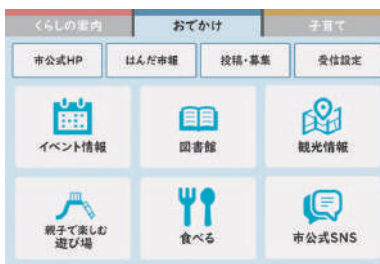 くらしの案内
おでかけ
子育て
市公式HP
はんだ市報
投稿・募集
受信設定
イベント情報
図書館
観光情報
親子で楽しむ
遊び場
食べる
市公式SNS